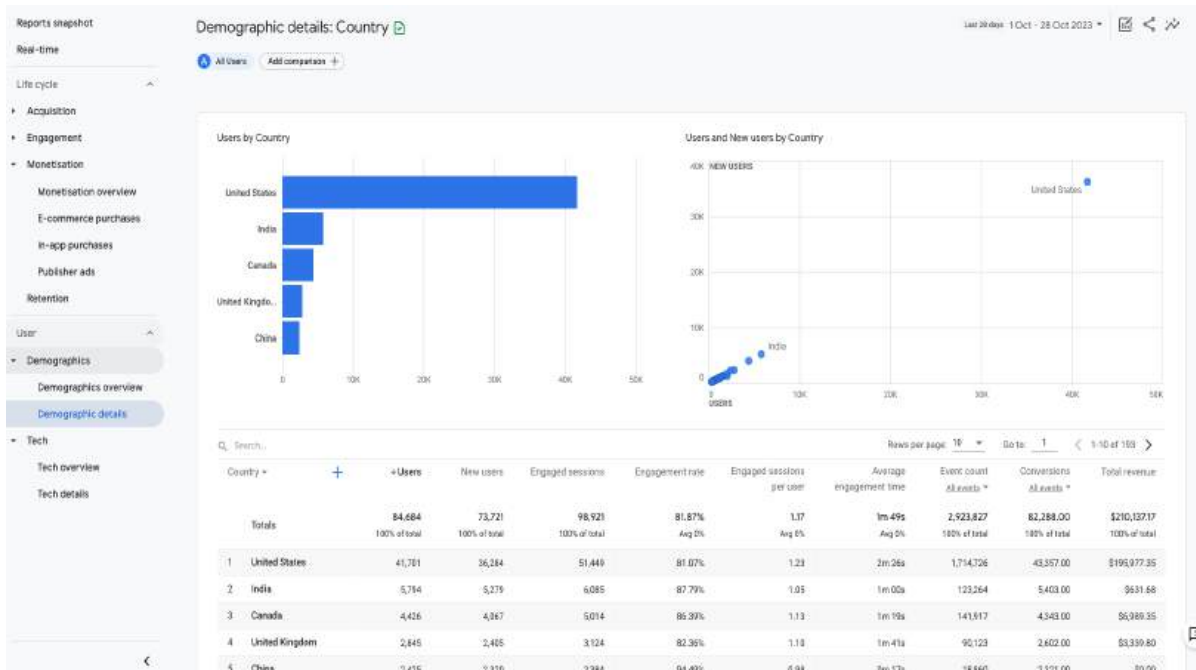 Reports snapshot
Real-time
Life cycle
Acquisition
Engagement
Monetisation
Monetisation overview
E-commerce purchases
In-app purchases
Publisher ads
Retention
User
Demographics
Demographics overview
Demographic details
Tech
Tech overview
Tech details
Demographic details: Country
Last 28 days 1 Oct - 28 Oct 2023
A All Users Add comparison +
Users by Country
United States
India
Canada
United Kingdo...
China
0 10K 20K 30K 40K 50K
Users and New users by Country
40K NEW USERS
United States
30K
20K
10K
India
0
0 10K 20K 30K 40K 50K
USERS
Search... Rows per page: 10 Go to: 1 1-10 of 193
Country + ↓Users New users Engaged sessions Engagement rate Engaged sessions per user Average engagement time Event count All events Conversions All events Total revenue
Totals 84,684 73,721 98,921 81.87% 1.17 1m 49s 2,923,827 82,288.00 $210,137.17
100% of total 100% of total 100% of total Avg 0% Avg 0% Avg 0% 100% of total 100% of total 100% of total
1 United States 41,701 36,284 51,449 81.07% 1.23 2m 26s 1,714,726 43,357.00 $195,977.35
2 India 5,794 5,279 6,085 87.79% 1.05 1m 00s 123,264 5,403.00 $631.68
3 Canada 4,426 4,067 5,014 86.39% 1.13 1m 19s 141,917 4,343.00 $6,989.35
4 United Kingdom 2,845 2,405 3,124 82.36% 1.10 1m 41s 90,123 2,602.00 $3,359.80
5 China